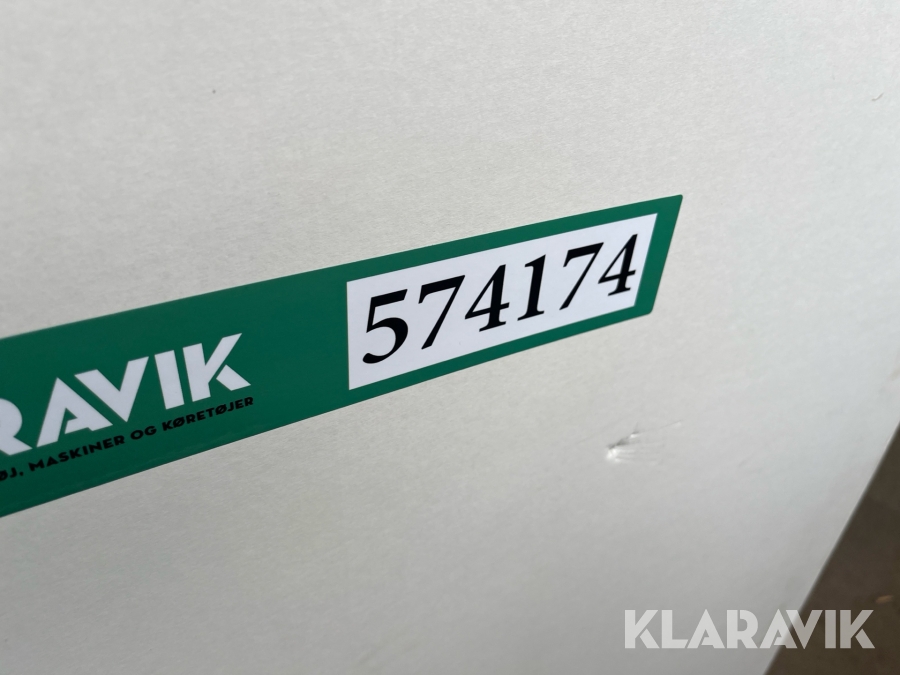 574174
RAVIK
ØJ, MASKINER OG KØRETØJER
KLARAVIK